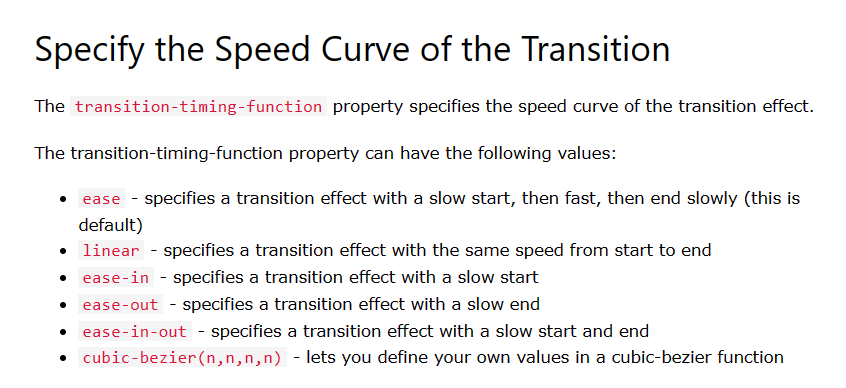 Specify the Speed Curve of the Transition
The transition-timing-function property specifies the speed curve of the transition effect.
The transition-timing-function property can have the following values:
• ease - specifies a transition effect with a slow start, then fast, then end slowly (this is
default)
• linear - specifies a transition effect with the same speed from start to end
• ease-in - specifies a transition effect with a slow start
• ease-out - specifies a transition effect with a slow end
• ease-in-out - specifies a transition effect with a slow start and end
• cubic-bezier(n,n,n,n) - lets you define your own values in a cubic-bezier function